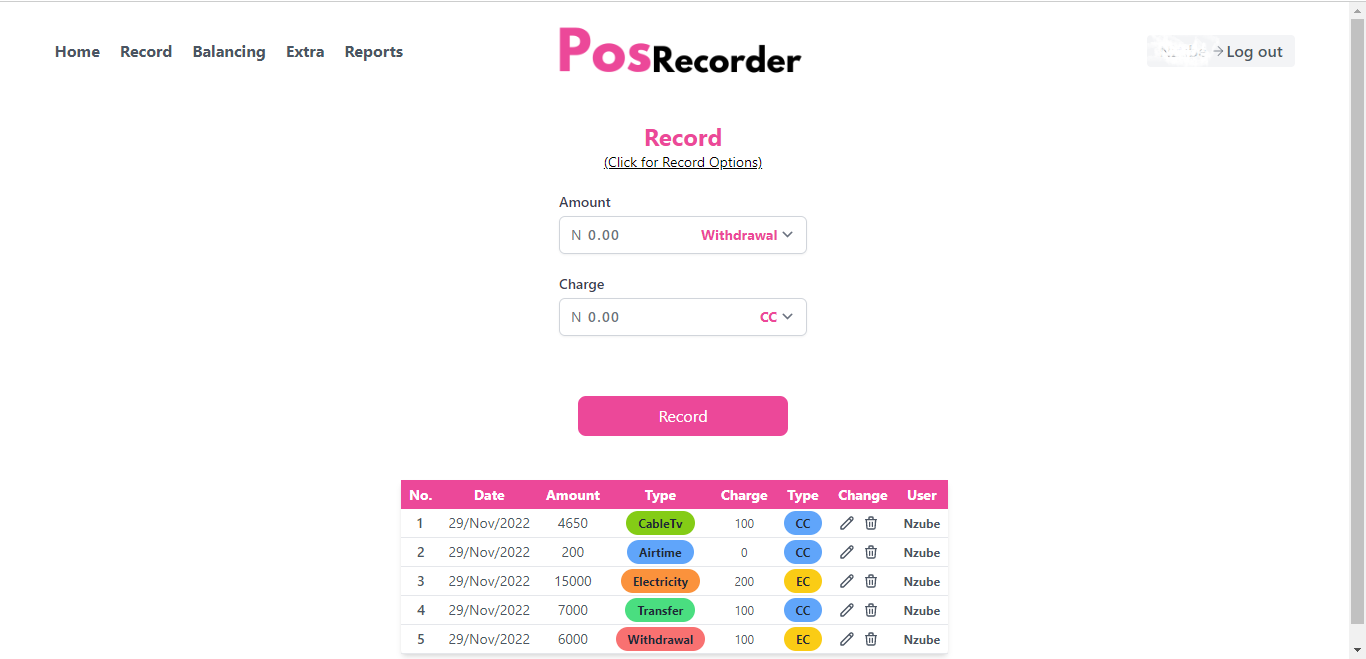 Home Record Balancing Extra Reports PosRecorder → Log out
Record
(Click for Record Options)
Amount
N 0.00 Withdrawal
Charge
N 0.00 CC
Record
No. Date Amount Type Charge Type Change User
1 29/Nov/2022 4650 CableTv 100 CC Nzube
2 29/Nov/2022 200 Airtime 0 CC Nzube
3 29/Nov/2022 15000 Electricity 200 EC Nzube
4 29/Nov/2022 7000 Transfer 100 CC Nzube
5 29/Nov/2022 6000 Withdrawal 100 EC Nzube